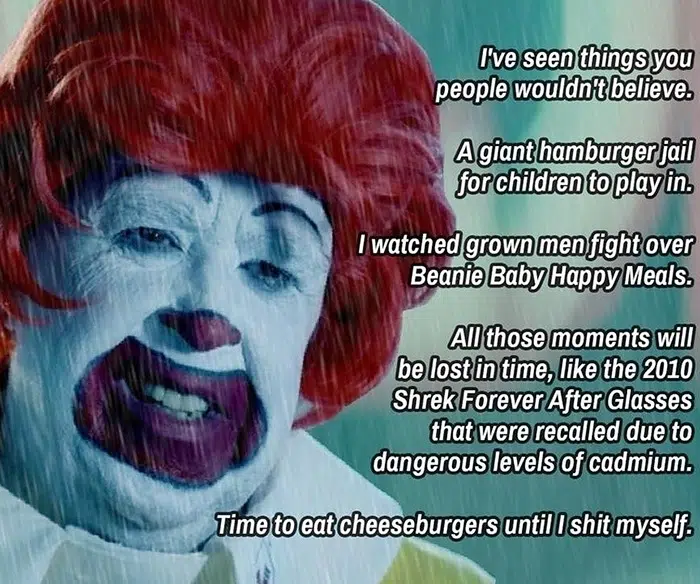 I've seen things you
people wouldn't believe.
A giant hamburger jail
for children to play in.
I watched grown men fight over
Beanie Baby Happy Meals.
All those moments will
be lost in time, like the 2010
Shrek Forever After Glasses
that were recalled due to
dangerous levels of cadmium.
Time to eat cheeseburgers until I shit myself.